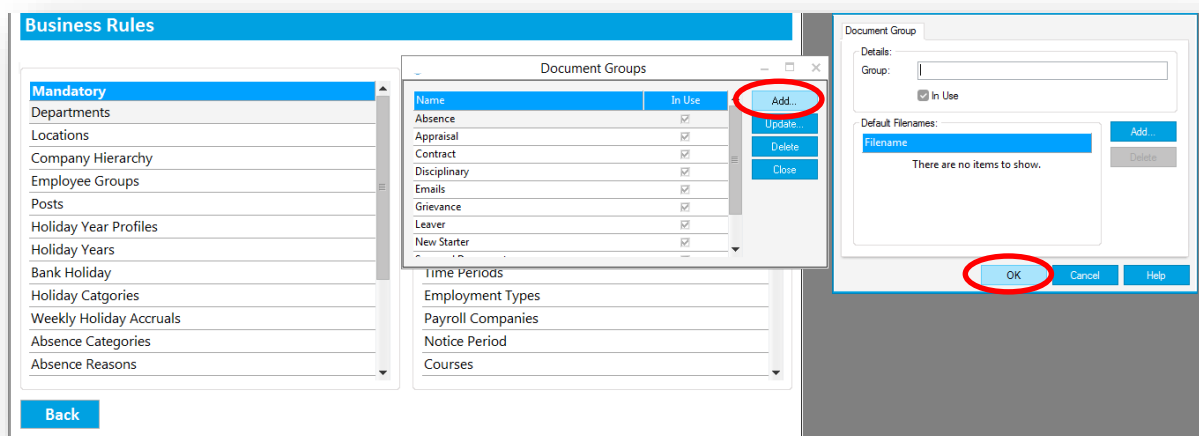 Business Rules
Mandatory
Departments
Locations
Company Hierarchy
Employee Groups
Posts
Holiday Year Profiles
Holiday Years
Bank Holiday
Holiday Catgories
Weekly Holiday Accruals
Absence Categories
Absence Reasons
Back
Document Groups
Name In Use
Absence
Appraisal
Contract
Disciplinary
Emails
Grievance
Leaver
New Starter
Add...
Update...
Delete
Close
Time Periods
Employment Types
Payroll Companies
Notice Period
Courses
Document Group
Details:
Group:
In Use
Default Filenames:
Filename
There are no items to show.
Add...
Delete
OK Cancel Help